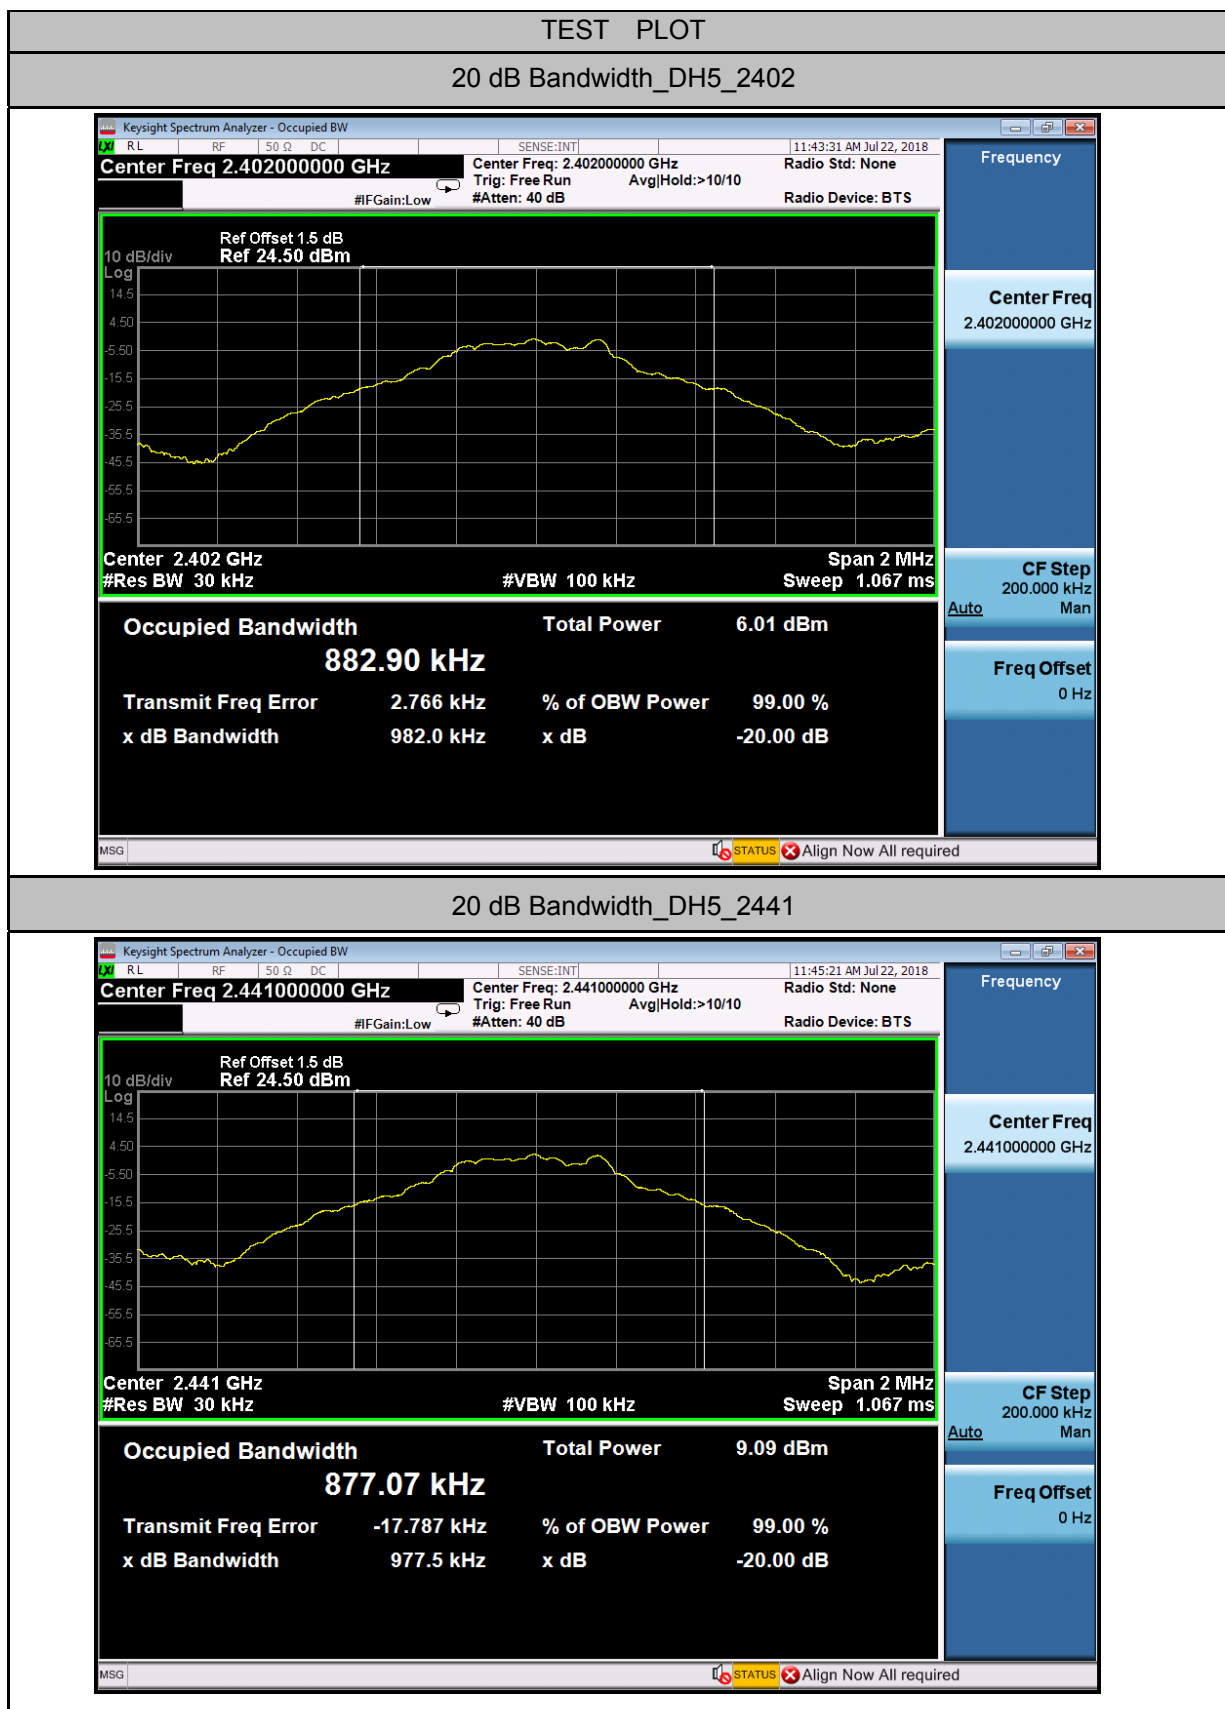 TEST PLOT
20 dB Bandwidth_DH5_2402
Keysight Spectrum Analyzer - Occupied BW
LXI RL RF 50 Ω DC SENSE:INT 11:43:31 AM Jul 22, 2018
Center Freq 2.402000000 GHz
Center Freq: 2.402000000 GHz
Radio Std: None
Trig: Free Run Avg|Hold:>10/10
#IFGain:Low
#Atten: 40 dB
Radio Device: BTS
Frequency
Ref Offset 1.5 dB
10 dB/div Ref 24.50 dBm
Log
14.5
4.50
-5.50
-15.5
-25.5
-35.5
-45.5
-55.5
-65.5
Center Freq
2.402000000 GHz
Center 2.402 GHz Span 2 MHz
#Res BW 30 kHz #VBW 100 kHz Sweep 1.067 ms
CF Step
200.000 kHz
Auto Man
Occupied Bandwidth Total Power 6.01 dBm
882.90 kHz
Transmit Freq Error 2.766 kHz % of OBW Power 99.00 %
x dB Bandwidth 982.0 kHz x dB -20.00 dB
Freq Offset
0 Hz
MSG STATUS Align Now All required
20 dB Bandwidth_DH5_2441
Keysight Spectrum Analyzer - Occupied BW
LXI RL RF 50 Ω DC SENSE:INT 11:45:21 AM Jul 22, 2018
Center Freq 2.441000000 GHz
Center Freq: 2.441000000 GHz
Radio Std: None
Trig: Free Run Avg|Hold:>10/10
#IFGain:Low
#Atten: 40 dB
Radio Device: BTS
Frequency
Ref Offset 1.5 dB
10 dB/div Ref 24.50 dBm
Log
14.5
4.50
-5.50
-15.5
-25.5
-35.5
-45.5
-55.5
-65.5
Center Freq
2.441000000 GHz
Center 2.441 GHz Span 2 MHz
#Res BW 30 kHz #VBW 100 kHz Sweep 1.067 ms
CF Step
200.000 kHz
Auto Man
Occupied Bandwidth Total Power 9.09 dBm
877.07 kHz
Transmit Freq Error -17.787 kHz % of OBW Power 99.00 %
x dB Bandwidth 977.5 kHz x dB -20.00 dB
Freq Offset
0 Hz
MSG STATUS Align Now All required